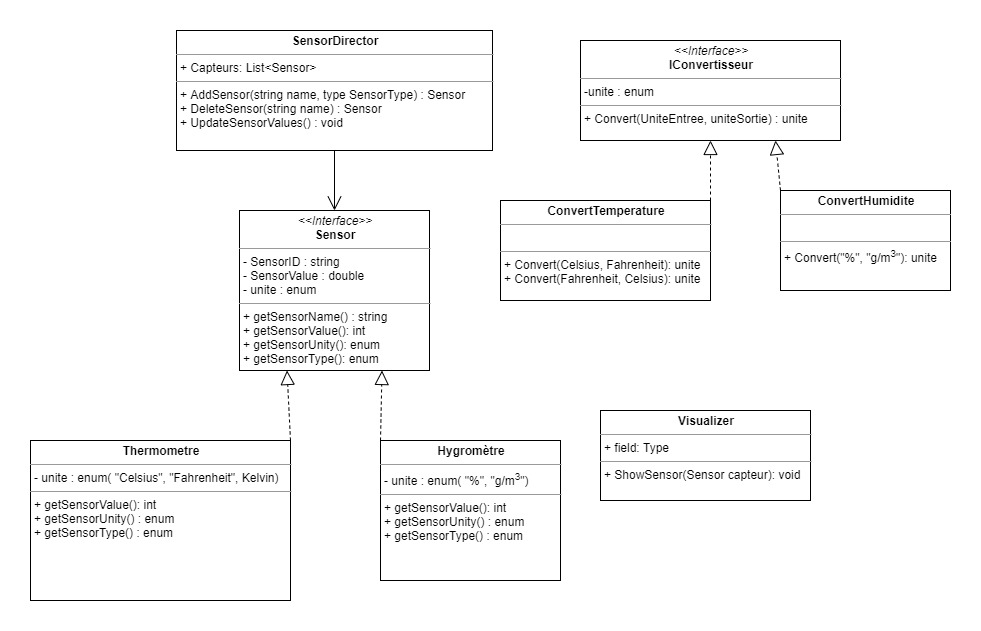 SensorDirector
+ Capteurs: List<Sensor>
+ AddSensor(string name, type SensorType) : Sensor
+ DeleteSensor(string name) : Sensor
+ UpdateSensorValues() : void
<<Interface>>
IConvertisseur
-unite : enum
+ Convert(UniteEntree, uniteSortie) : unite
<<Interface>>
Sensor
- SensorID : string
- SensorValue : double
- unite : enum
+ getSensorName() : string
+ getSensorValue(): int
+ getSensorUnity(): enum
+ getSensorType(): enum
ConvertTemperature
+ Convert(Celsius, Fahrenheit): unite
+ Convert(Fahrenheit, Celsius): unite
ConvertHumidite
+ Convert("%", "g/m³"): unite
Thermometre
- unite : enum( "Celsius", "Fahrenheit", Kelvin)
+ getSensorValue(): int
+ getSensorUnity() : enum
+ getSensorType() : enum
Hygromètre
- unite : enum( "%", "g/m³")
+ getSensorValue(): int
+ getSensorUnity() : enum
+ getSensorType() : enum
Visualizer
+ field: Type
+ ShowSensor(Sensor capteur): void